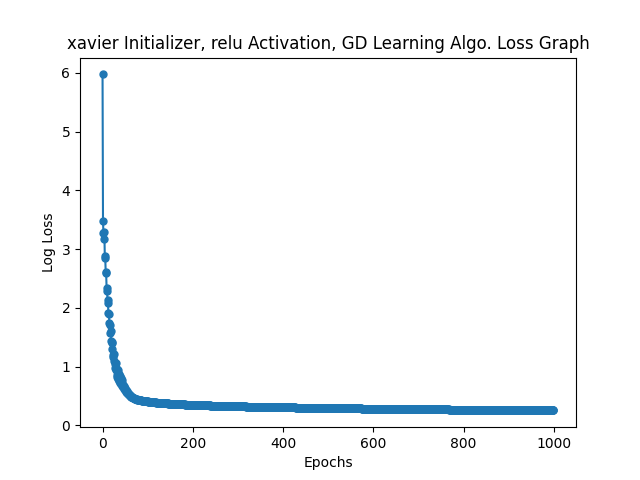 xavier Initializer, relu Activation, GD Learning Algo. Loss Graph
6
5
4
3
2
1
0
Log Loss
0 200 400 600 800 1000
Epochs